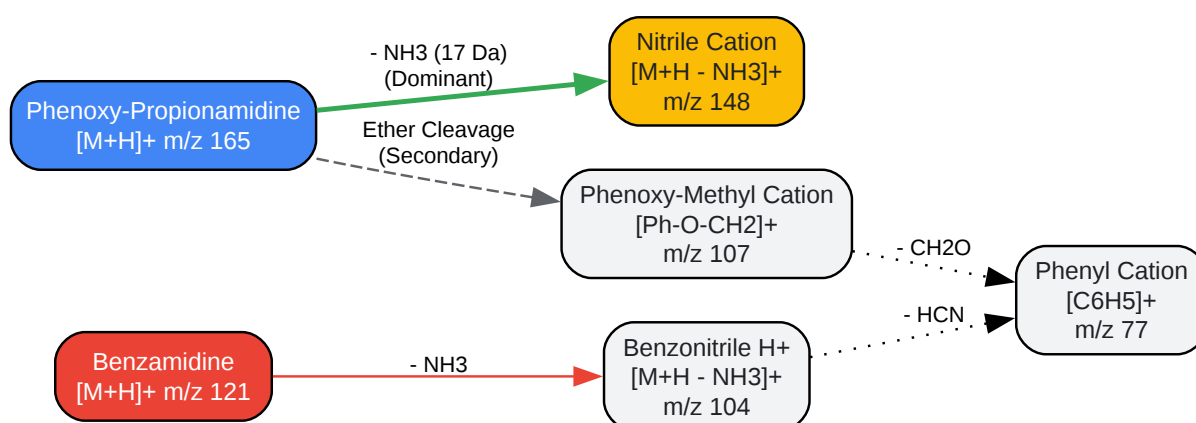 Phenoxy-Propionamidine
[M+H]+ m/z 165
- NH3 (17 Da)
(Dominant)
Nitrile Cation
[M+H - NH3]+
m/z 148
Ether Cleavage
(Secondary)
Phenoxy-Methyl Cation
[Ph-O-CH2]+
m/z 107
- CH2O
Phenyl Cation
[C6H5]+
m/z 77
Benzamidine
[M+H]+ m/z 121
- NH3
Benzonitrile H+
[M+H - NH3]+
m/z 104
- HCN